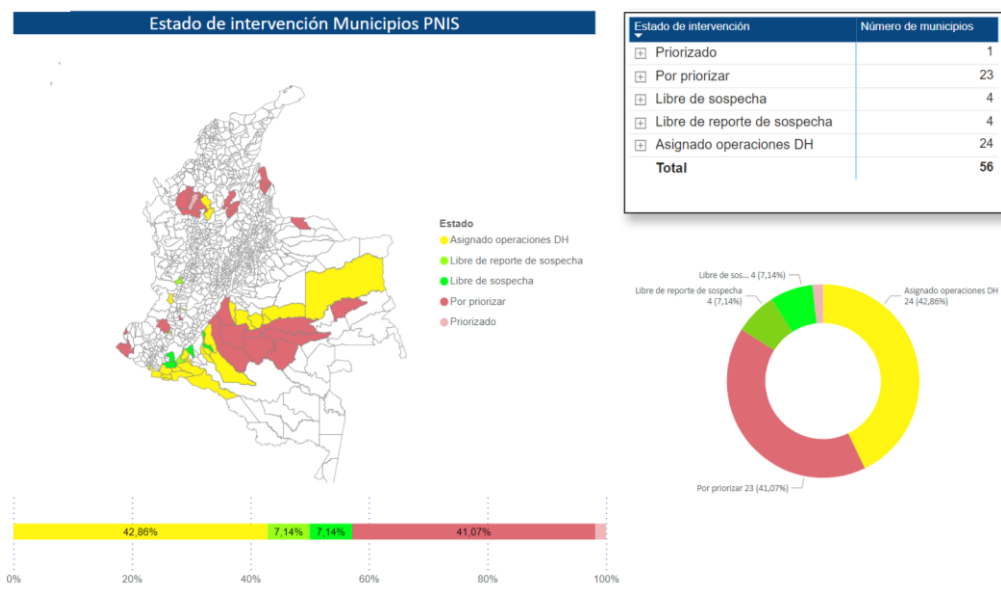 Estado de intervención Municipios PNIS
Estado de intervención Número de municipios
Priorizado 1
Por priorizar 23
Libre de sospecha 4
Libre de reporte de sospecha 4
Asignado operaciones DH 24
Total 56
Estado
Asignado operaciones DH
Libre de reporte de sospecha
Libre de sospecha
Por priorizar
Priorizado
Libre de sos... 4 (7,14%)
Libre de reporte de sospecha
4 (7,14%)
Asignado operaciones DH
24 (42,86%)
Por priorizar 23 (41,07%)
42,86% 7,14% 7,14% 41,07%
0% 20% 40% 60% 80% 100%